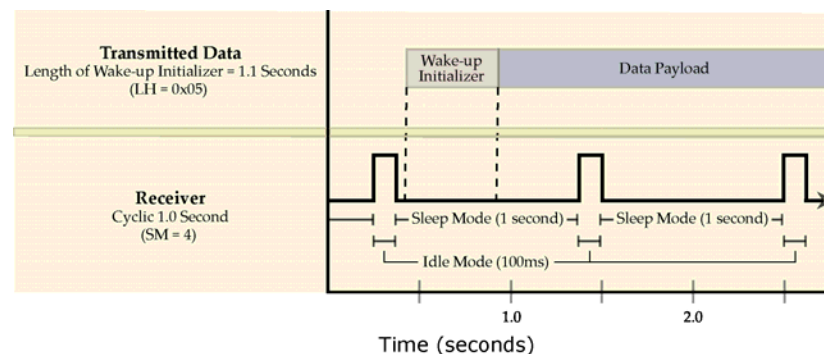 Transmitted Data
Length of Wake-up Initializer = 1.1 Seconds
(LH = 0x05)
Wake-up
Initializer
Data Payload
Receiver
Cyclic 1.0 Second
(SM = 4)
Sleep Mode (1 second)
Sleep Mode (1 second)
Idle Mode (100ms)
1.0
2.0
Time (seconds)